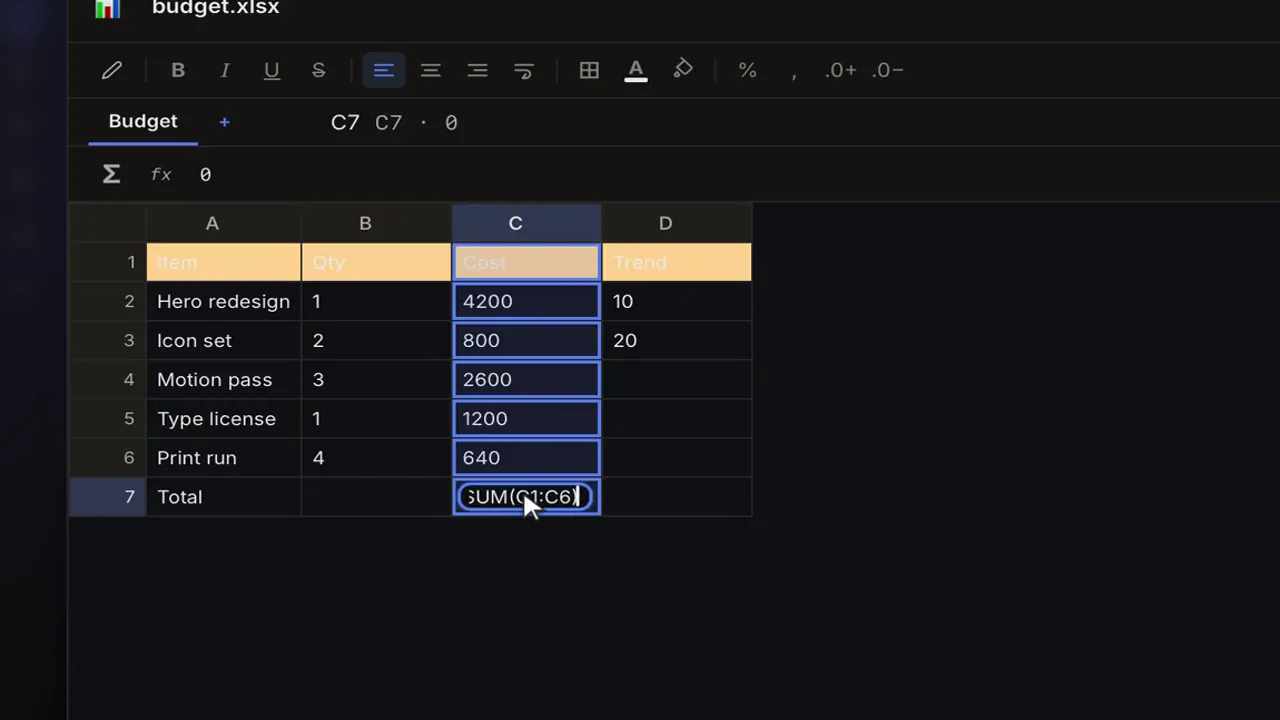 budget.xlsx
B I U S A % , .0+ .0−
Budget + C7 C7 · 0
Σ fx 0
A B C D
1 Item Qty Cost Trend
2 Hero redesign 1 4200 10
3 Icon set 2 800 20
4 Motion pass 3 2600
5 Type license 1 1200
6 Print run 4 640
7 Total SUM(C1:C6)